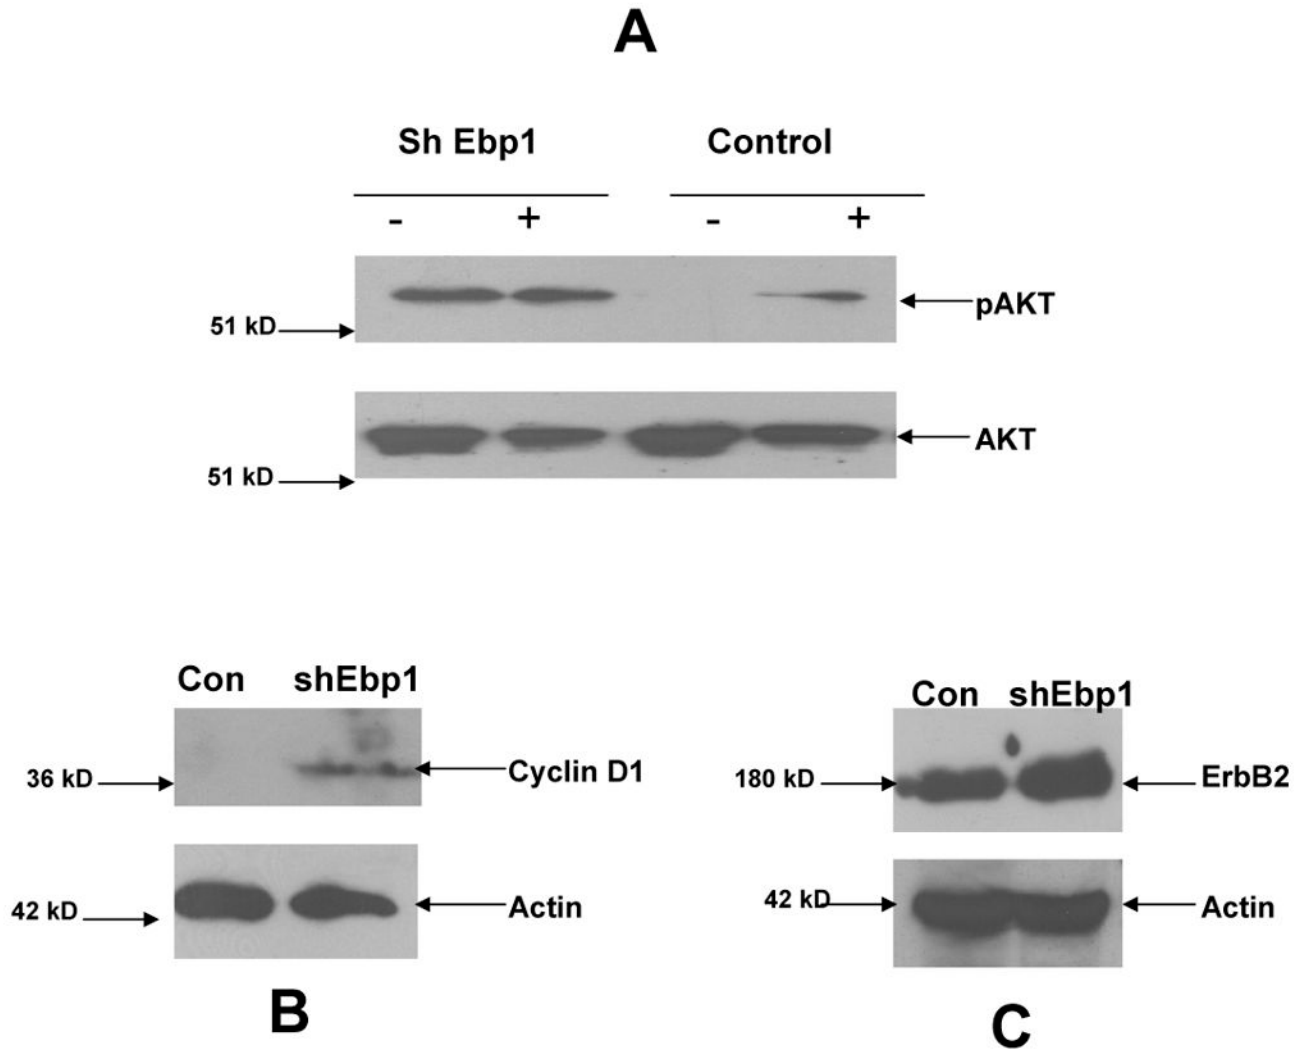 A
Sh Ebp1 Control
- + - +
pAKT
51 kD
AKT
51 kD
Con shEbp1
Cyclin D1
36 kD
Actin
42 kD
B
Con shEbp1
180 kD ErbB2
42 kD Actin
C